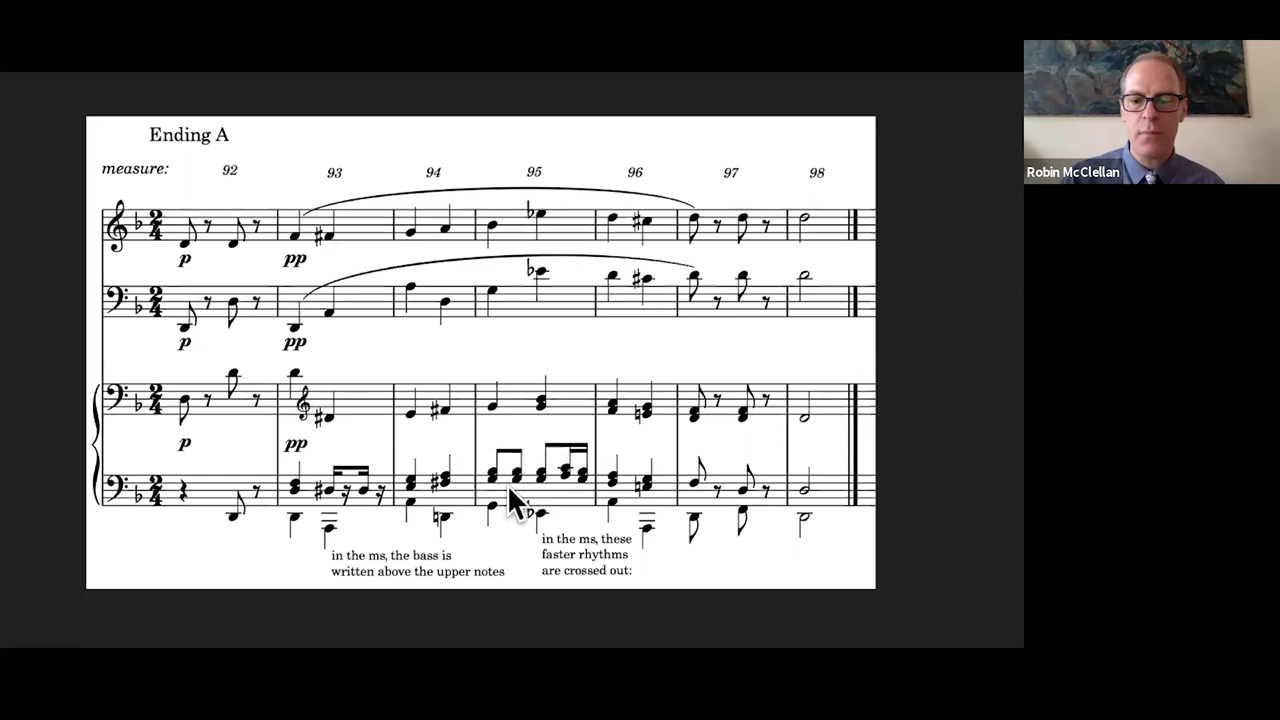 Ending A
measure: 92 93 94 95 96 97 98
p pp
p pp
p pp
in the ms, the bass is
written above the upper notes
in the ms, these
faster rhythms
are crossed out:
Robin McClellan